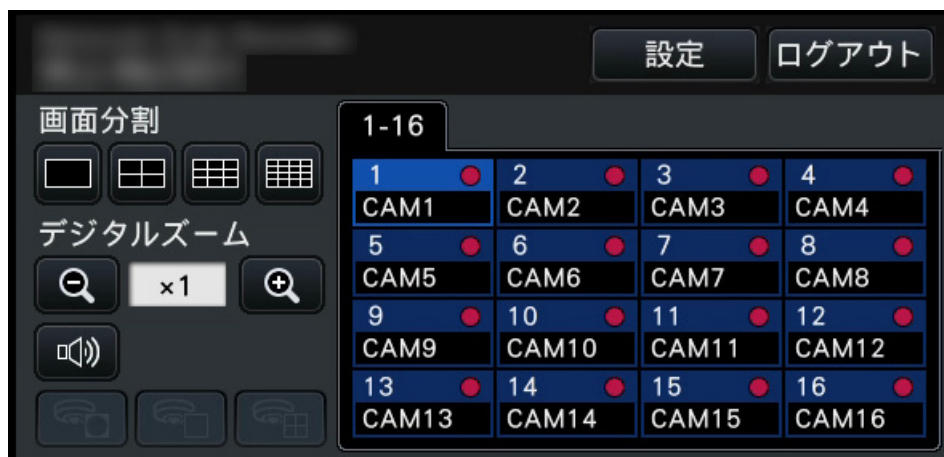 設定 ログアウト
画面分割
1-16
1 2 3 4
CAM1 CAM2 CAM3 CAM4
デジタルズーム
5 6 7 8
CAM5 CAM6 CAM7 CAM8
×1
9 10 11 12
CAM9 CAM10 CAM11 CAM12
13 14 15 16
CAM13 CAM14 CAM15 CAM16